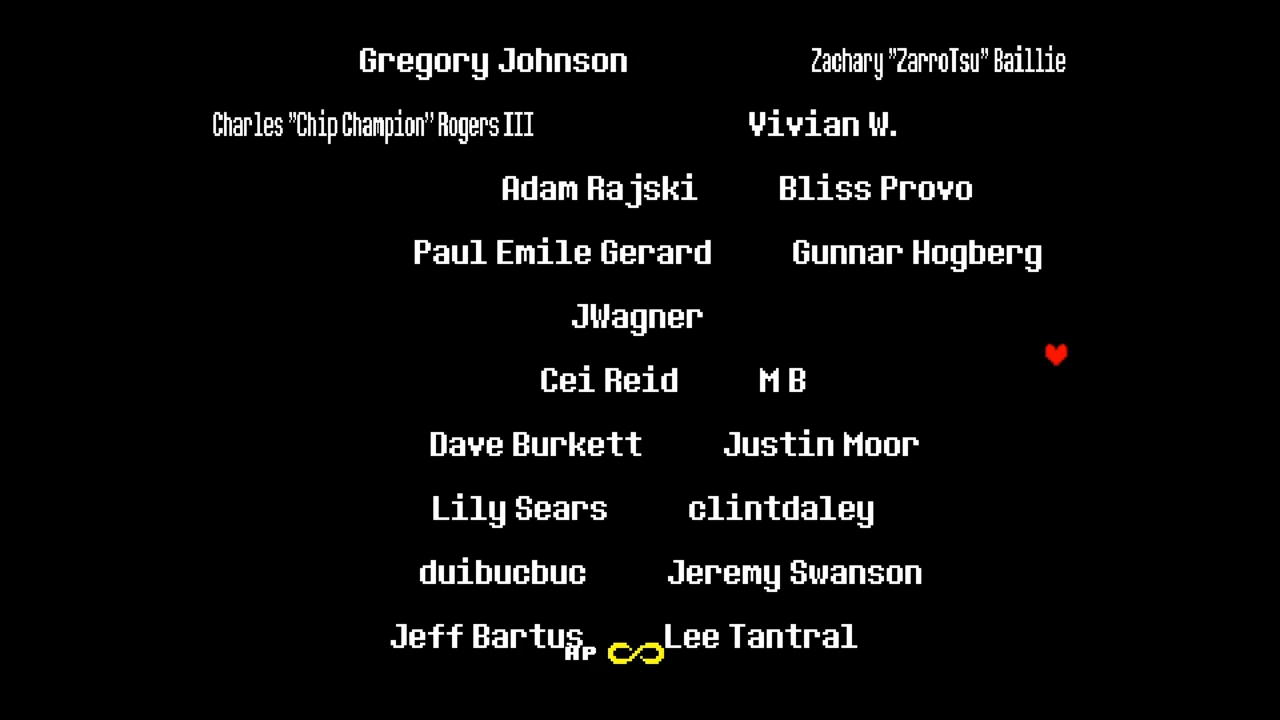 Gregory Johnson Zachary "ZarroTsu" Baillie
Charles "Chip Champion" Rogers III Vivian W.
Adam Rajski Bliss Provo
Paul Emile Gerard Gunnar Hogberg
JWagner
Cei Reid M B
Dave Burkett Justin Moor
Lily Sears clintdaley
duibucbuc Jeremy Swanson
Jeff Bartus Lee Tantral
HP ∞